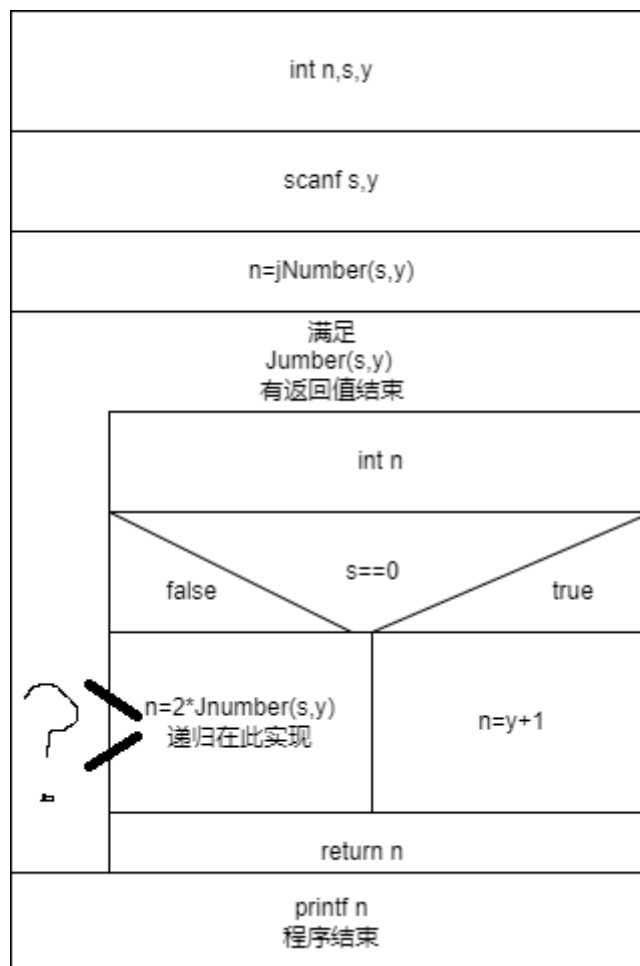 int n,s,y
scanf s,y
n=jNumber(s,y)
满足
Jumber(s,y)
有返回值结束
int n
s==0
false
true
n=2*Jnumber(s,y)
递归在此实现
n=y+1
?
return n
printf n
程序结束